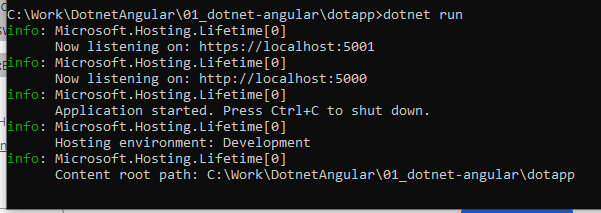 C:\Work\DotnetAngular\01_dotnet-angular\dotapp>dotnet run
info: Microsoft.Hosting.Lifetime[0]
Now listening on: https://localhost:5001
info: Microsoft.Hosting.Lifetime[0]
Now listening on: http://localhost:5000
info: Microsoft.Hosting.Lifetime[0]
Application started. Press Ctrl+C to shut down.
info: Microsoft.Hosting.Lifetime[0]
Hosting environment: Development
info: Microsoft.Hosting.Lifetime[0]
Content root path: C:\Work\DotnetAngular\01_dotnet-angular\dotapp